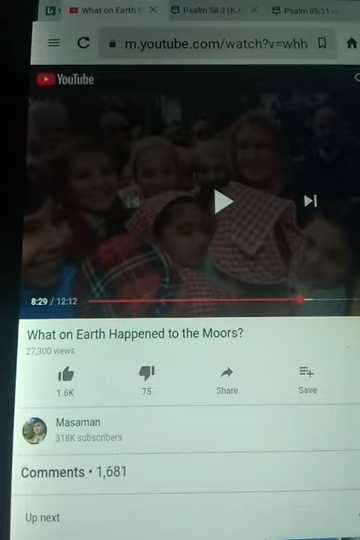 What on Earth
Psalm 58.3 (K
Psalm 85.11
m.youtube.com/watch?v=whh
YouTube
8:29 / 12:12
What on Earth Happened to the Moors?
27,300 views
1.6K
75
Share
Save
Masaman
318K subscribers
Comments • 1,681
Up next